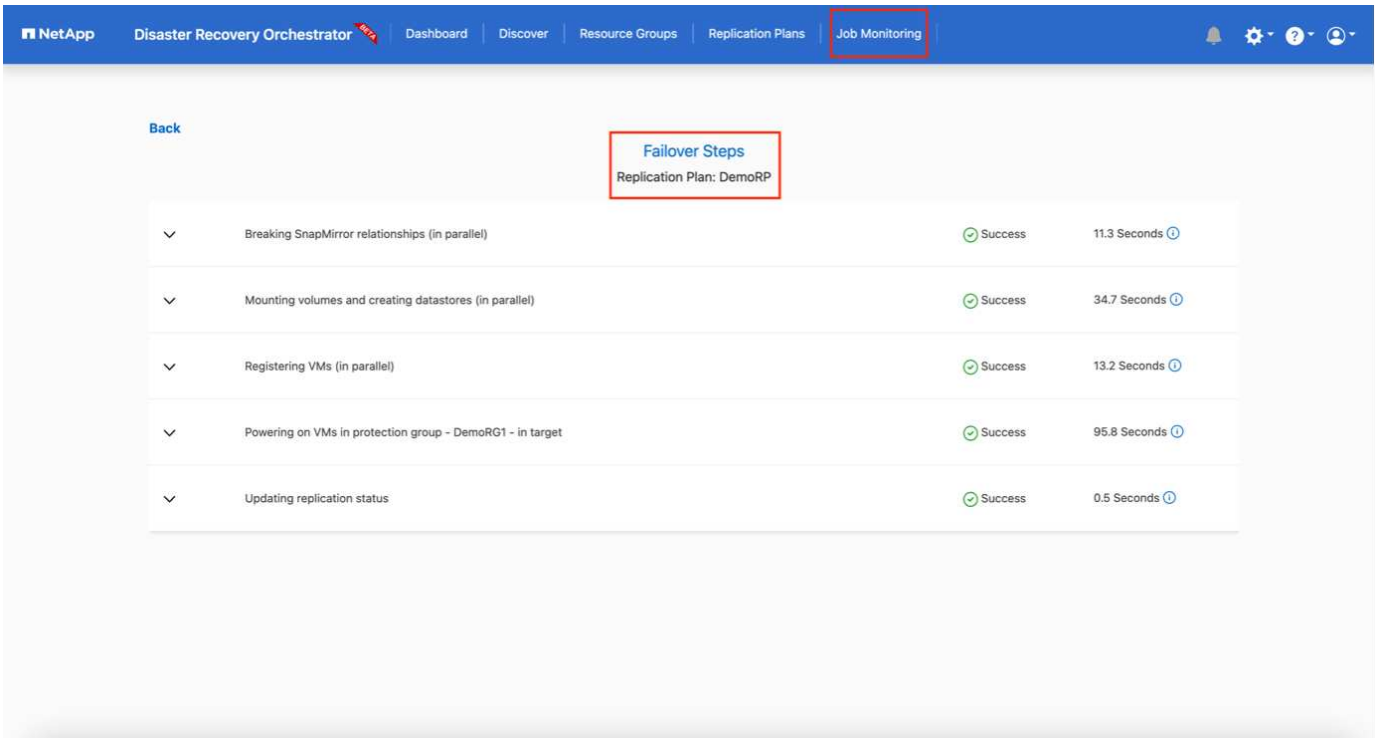 NetApp Disaster Recovery Orchestrator BETA Dashboard Discover Resource Groups Replication Plans Job Monitoring
Back
Failover Steps
Replication Plan: DemoRP
Breaking SnapMirror relationships (in parallel) Success 11.3 Seconds
Mounting volumes and creating datastores (in parallel) Success 34.7 Seconds
Registering VMs (in parallel) Success 13.2 Seconds
Powering on VMs in protection group - DemoRG1 - in target Success 95.8 Seconds
Updating replication status Success 0.5 Seconds